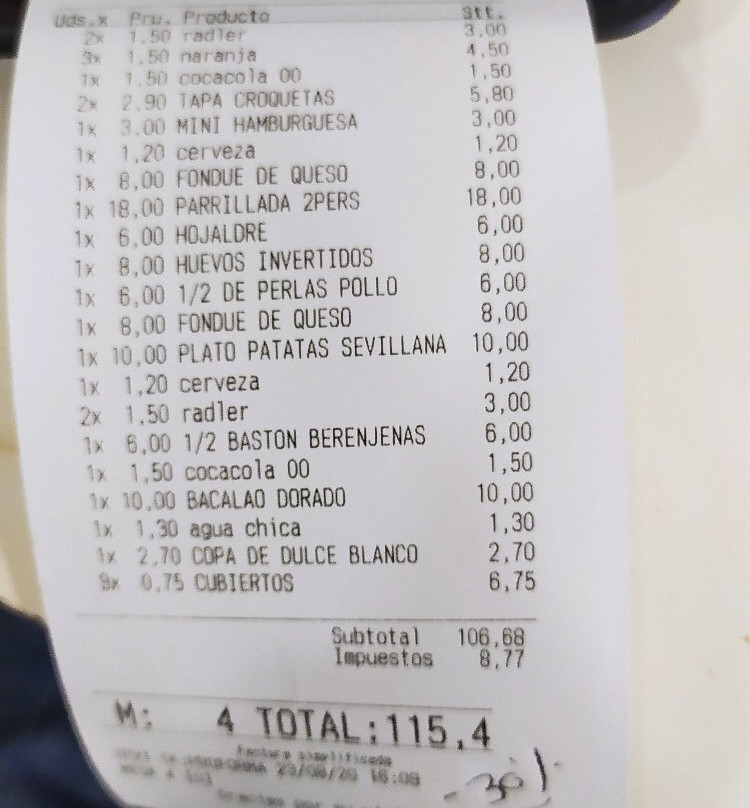 Uds.x Pru. Producto Stt.
2x 1,50 radler 3,00
3x 1,50 naranja 4,50
1x 1,50 cocacola 00 1,50
2x 2,90 TAPA CROQUETAS 5,80
1x 3,00 MINI HAMBURGUESA 3,00
1x 1,20 cerveza 1,20
1x 8,00 FONDUE DE QUESO 8,00
1x 18,00 PARRILLADA 2PERS 18,00
1x 6,00 HOJALDRE 6,00
1x 8,00 HUEVOS INVERTIDOS 8,00
1x 6,00 1/2 DE PERLAS POLLO 6,00
1x 8,00 FONDUE DE QUESO 8,00
1x 10,00 PLATO PATATAS SEVILLANA 10,00
1x 1,20 cerveza 1,20
2x 1,50 radler 3,00
1x 6,00 1/2 BASTON BERENJENAS 6,00
1x 1,50 cocacola 00 1,50
1x 10,00 BACALAO DORADO 10,00
1x 1,30 agua chica 1,30
1x 2,70 COPA DE DULCE BLANCO 2,70
9x 0,75 CUBIERTOS 6,75
Subtotal 106,68
Impuestos 8,77
M: 4 TOTAL:115,4
Factura simplificada
16:09